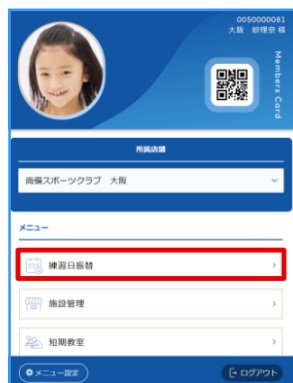 0050000081
大阪 紗理奈 様
Members Card
所属店舗
両備スポーツクラブ 大阪
メニュー
練習日振替
施設管理
短期教室
メニュー設定
ログアウト